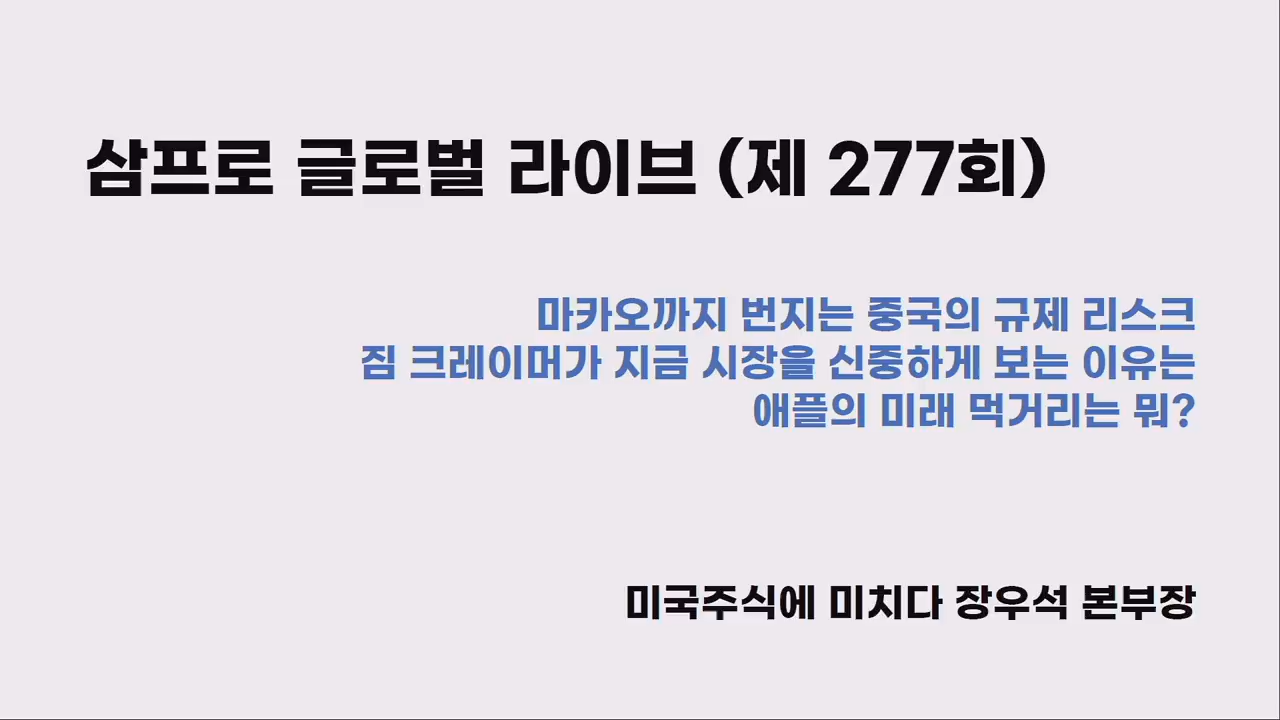 삼프로 글로벌 라이브 (제 277회)
마카오까지 번지는 중국의 규제 리스크
짐 크레이머가 지금 시장을 신중하게 보는 이유는
애플의 미래 먹거리는 뭐?
미국주식에 미치다 장우석 본부장